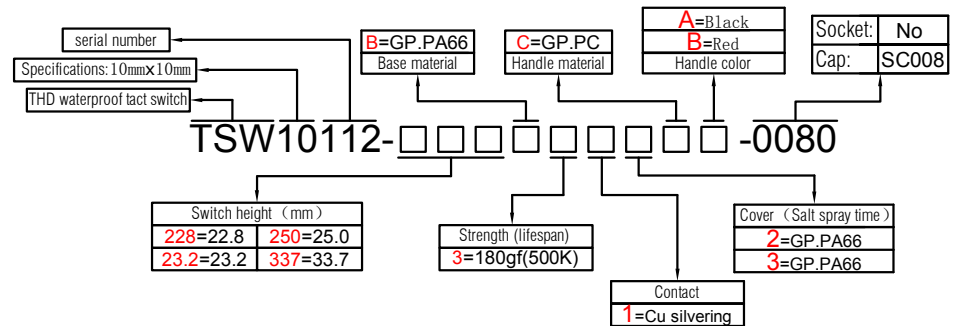 serial number
Specifications:10mmx10mm
THD waterproof tact switch
B=GP.PA66
Base material
C=GP.PC
Handle material
A=Black
B=Red
Handle color
Socket: No
Cap: SC008
TSW10112-□□□□□□□□□-0080
Switch height（mm）
228=22.8 250=25.0
23.2=23.2 337=33.7
Strength (lifespan)
3=180gf(500K)
Contact
1=Cu silvering
Cover（Salt spray time）
2=GP.PA66
3=GP.PA66